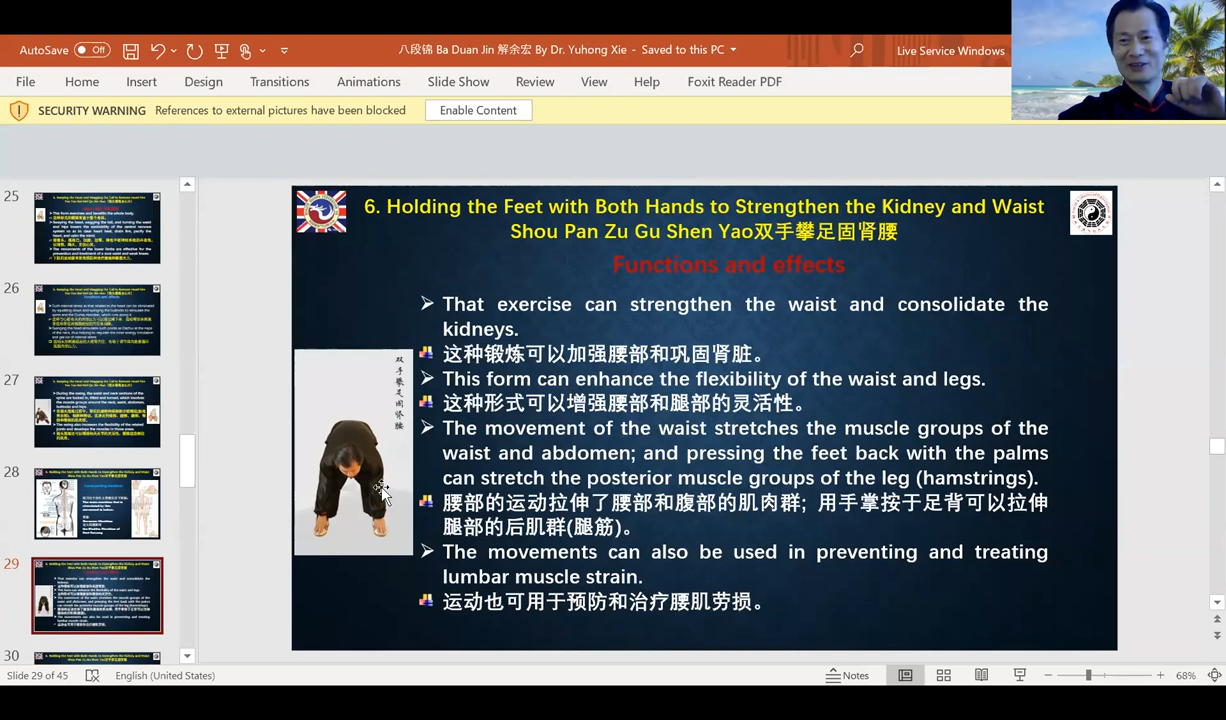 AutoSave Off 八段锦 Ba Duan Jin 解余宏 By Dr. Yuhong Xie - Saved to this PC Live Service Windows
File Home Insert Design Transitions Animations Slide Show Review View Help Foxit Reader PDF
SECURITY WARNING References to external pictures have been blocked Enable Content
25
26
27
28
29
30
6. Holding the Feet with Both Hands to Strengthen the Kidney and Waist
Shou Pan Zu Gu Shen Yao双手攀足固肾腰
Functions and effects
That exercise can strengthen the waist and consolidate the
kidneys.
这种锻炼可以加强腰部和巩固肾脏。
This form can enhance the flexibility of the waist and legs.
这种形式可以增强腰部和腿部的灵活性。
The movement of the waist stretches the muscle groups of the
waist and abdomen; and pressing the feet back with the palms
can stretch the posterior muscle groups of the leg (hamstrings).
腰部的运动拉伸了腰部和腹部的肌肉群; 用手掌按于足背可以拉伸
腿部的后肌群(腿筋)。
The movements can also be used in preventing and treating
lumbar muscle strain.
运动也可用于预防和治疗腰肌劳损。
双手攀足固肾腰
Slide 29 of 45 English (United States) Notes 68%